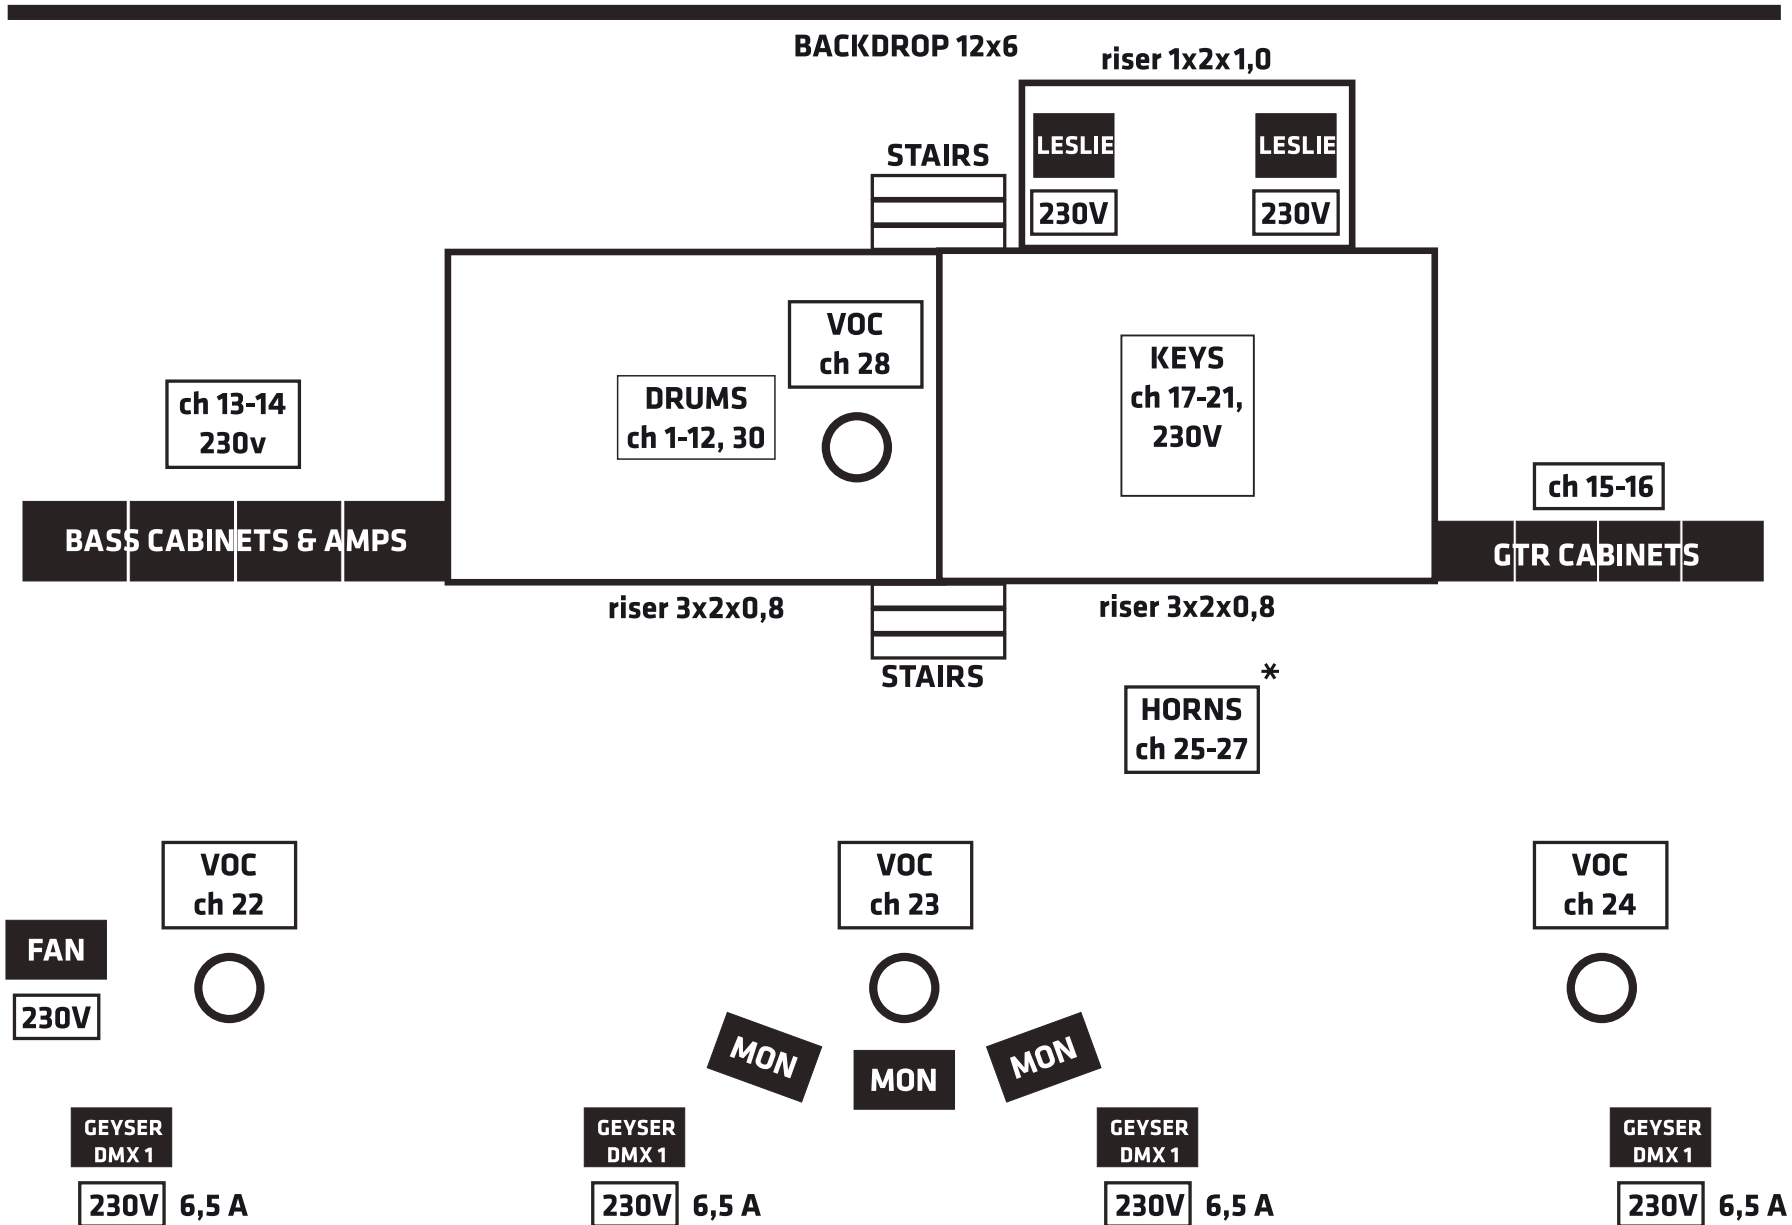 BACKDROP 12x6
riser 1x2x1,0
LESLIE
LESLIE
230V
230V
STAIRS
VOC
ch 28
DRUMS
ch 1-12, 30
KEYS
ch 17-21,
230V
ch 13-14
230v
BASS CABINETS & AMPS
ch 15-16
GTR CABINETS
riser 3x2x0,8
riser 3x2x0,8
STAIRS
*
HORNS
ch 25-27
VOC
ch 22
VOC
ch 23
VOC
ch 24
FAN
230V
MON
MON
MON
GEYSER
DMX 1
230V 6,5 A
GEYSER
DMX 1
230V 6,5 A
GEYSER
DMX 1
230V 6,5 A
GEYSER
DMX 1
230V 6,5 A